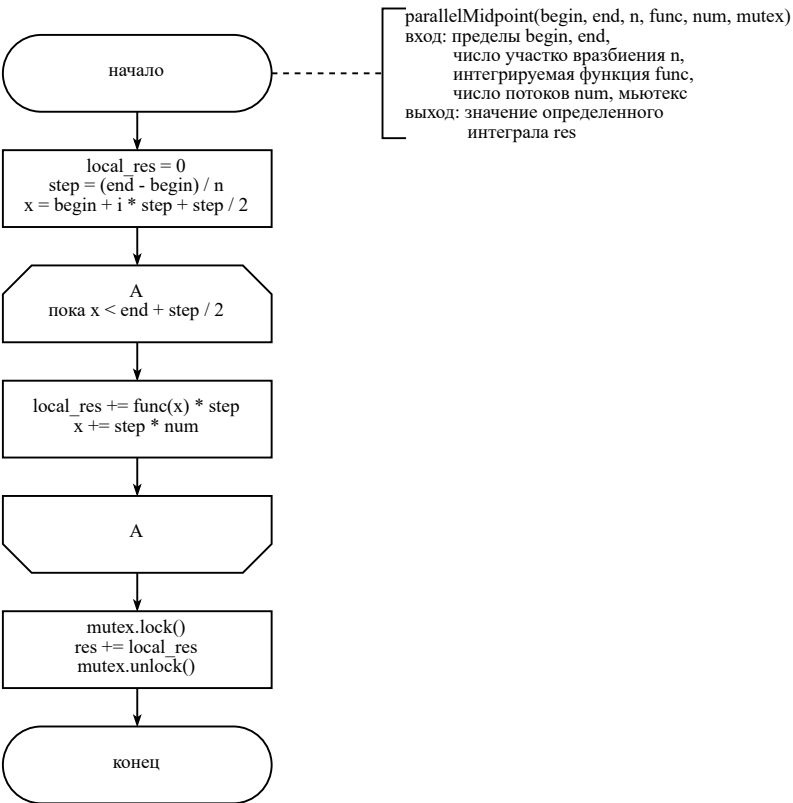 parallelMidpoint(begin, end, n, func, num, mutex)
вход: пределы begin, end,
число участко вразбиения n,
интегрируемая функция func,
число потоков num, мьютекс
выход: значение определенного
интеграла res
начало
local_res = 0
step = (end - begin) / n
x = begin + i * step + step / 2
A
пока x < end + step / 2
local_res += func(x) * step
x += step * num
A
mutex.lock()
res += local_res
mutex.unlock()
конец